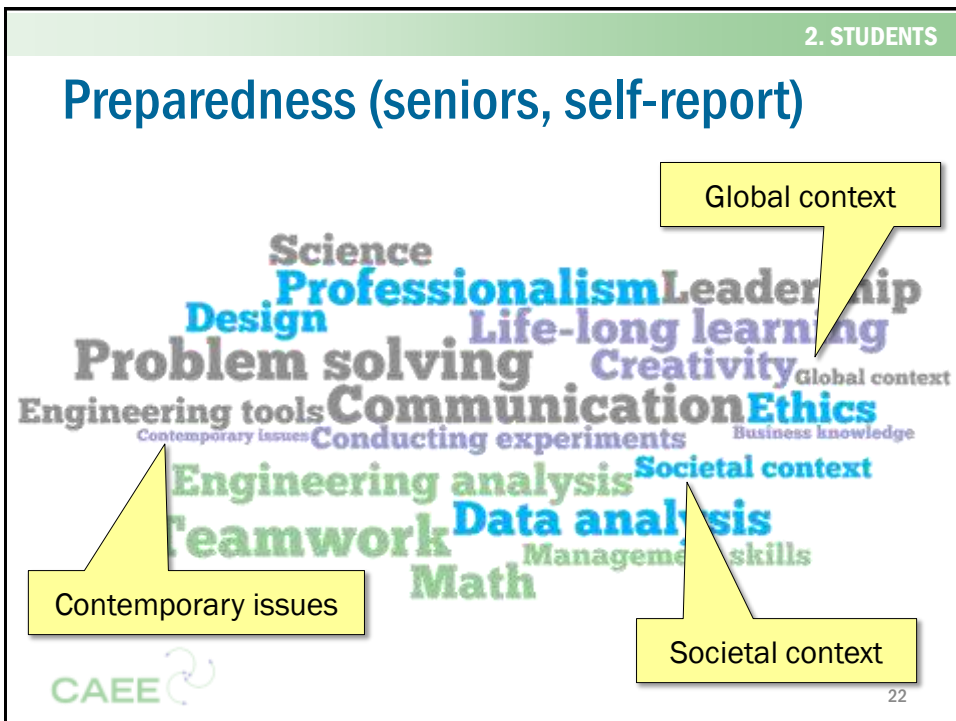 2. STUDENTS
Preparedness (seniors, self-report)
Global context
Science
Professionalism Leadership
Design Life-long learning
Problem solving Creativity Global context
Engineering tools Communication Ethics
Contemporary issues Conducting experiments Business knowledge
Engineering analysis Societal context
Teamwork Data analysis
Management skills
Math
Contemporary issues
Societal context
CAEE
22